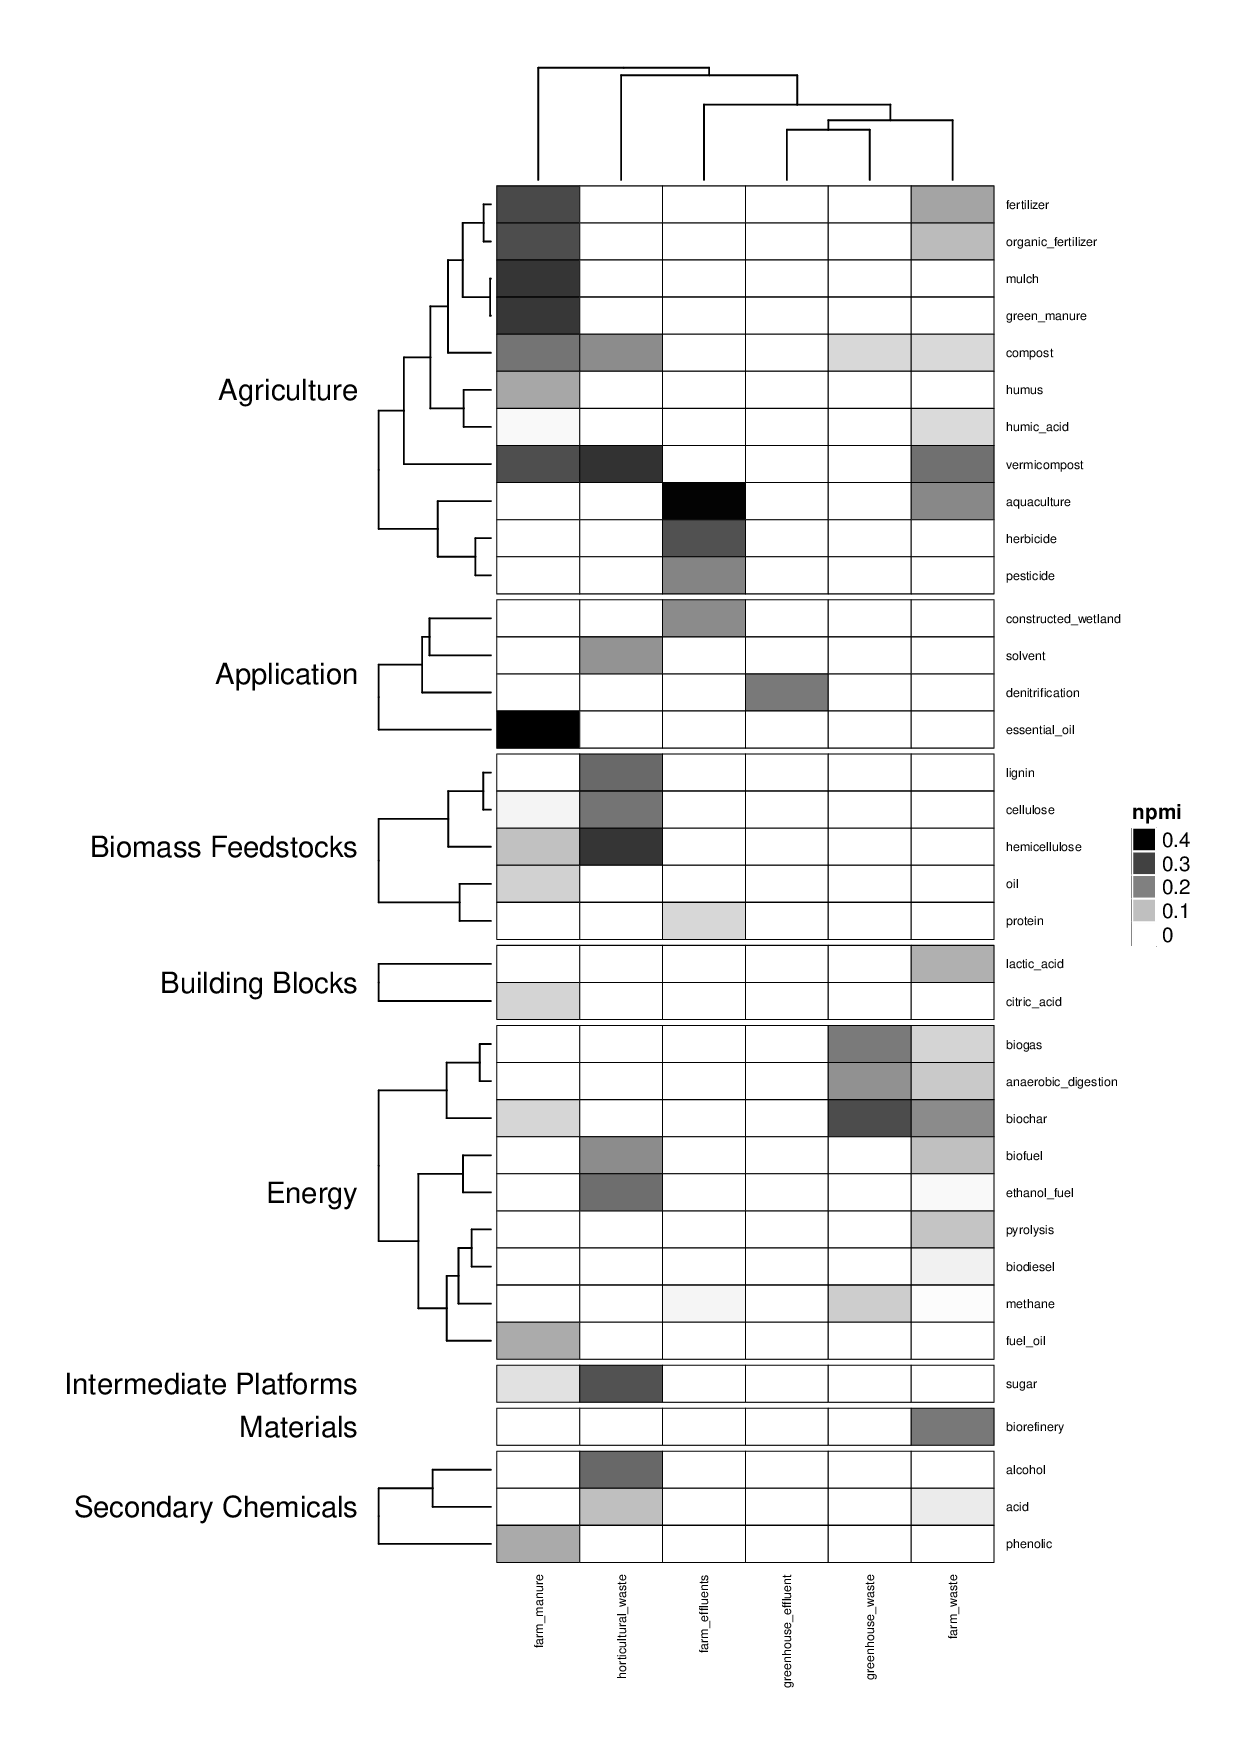 fertilizer
organic_fertilizer
mulch
green_manure
compost
Agriculture
humus
humic_acid
vermicompost
aquaculture
herbicide
pesticide
constructed_wetland
solvent
Application
denitrification
essential_oil
lignin
cellulose
Biomass Feedstocks
hemicellulose
oil
protein
npmi
0.4
0.3
0.2
0.1
0
lactic_acid
Building Blocks
citric_acid
biogas
anaerobic_digestion
biochar
biofuel
Energy
ethanol_fuel
pyrolysis
biodiesel
methane
fuel_oil
Intermediate Platforms
sugar
Materials
biorefinery
alcohol
Secondary Chemicals
acid
phenolic
farm_manure
horticultural_waste
farm_effluents
greenhouse_effluent
greenhouse_waste
farm_waste